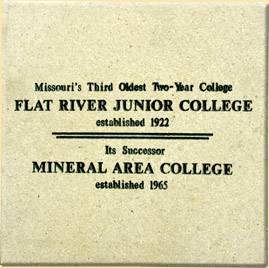 Missouri's Third Oldest Two-Year College
FLAT RIVER JUNIOR COLLEGE
established 1922
Its Successor
MINERAL AREA COLLEGE
established 1965